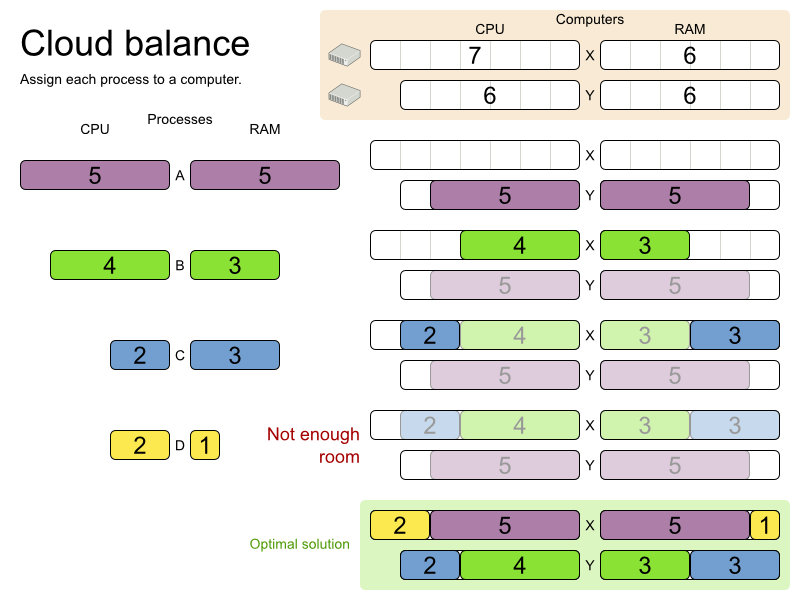 Cloud balance
Assign each process to a computer.
Computers
CPU RAM
7 X 6
6 Y 6
Processes
CPU RAM
5 A 5
4 B 3
2 C 3
2 D 1
X
5 Y 5
4 X 3
5 Y 5
2 4 X 3 3
5 Y 5
Not enough
room
2 4 X 3 3
5 Y 5
Optimal solution
2 5 X 5 1
2 4 Y 3 3